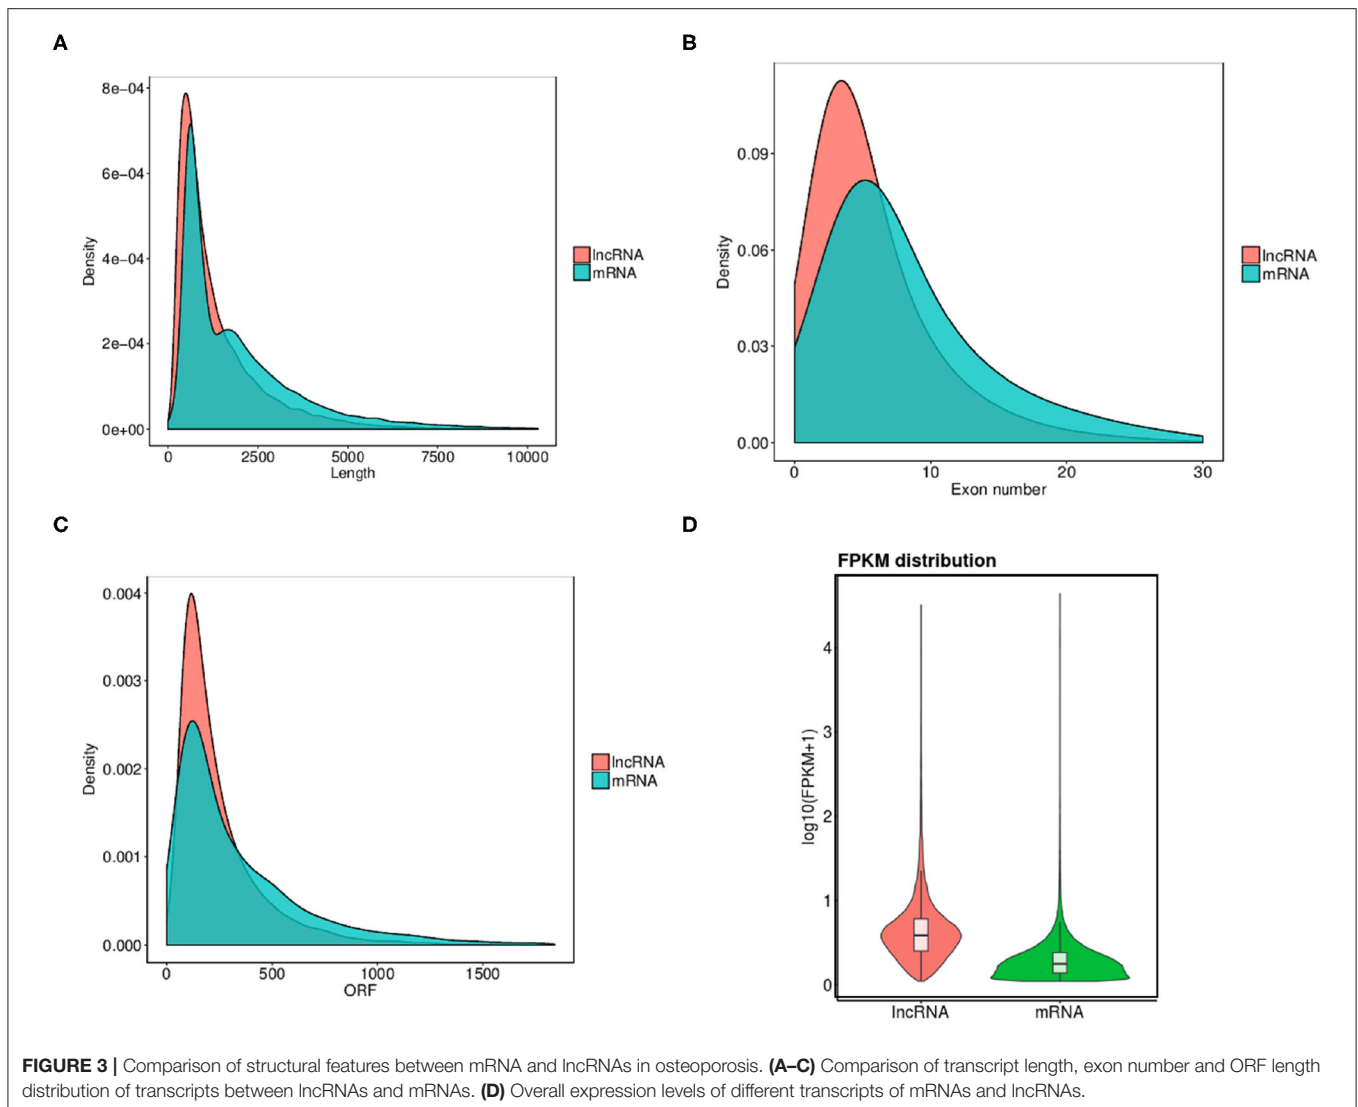 A
8e−04
6e−04
4e−04
2e−04
0e+00
Density
0 2500 5000 7500 10000
Length
lncRNA
mRNA
B
0.09
0.06
0.03
0.00
Density
0 10 20 30
Exon number
lncRNA
mRNA
C
0.004
0.003
0.002
0.001
0.000
Density
0 500 1000 1500
ORF
lncRNA
mRNA
D
FPKM distribution
4
3
2
1
0
log10(FPKM+1)
lncRNA mRNA
FIGURE 3 | Comparison of structural features between mRNA and lncRNAs in osteoporosis. (A–C) Comparison of transcript length, exon number and ORF length
distribution of transcripts between lncRNAs and mRNAs. (D) Overall expression levels of different transcripts of mRNAs and lncRNAs.